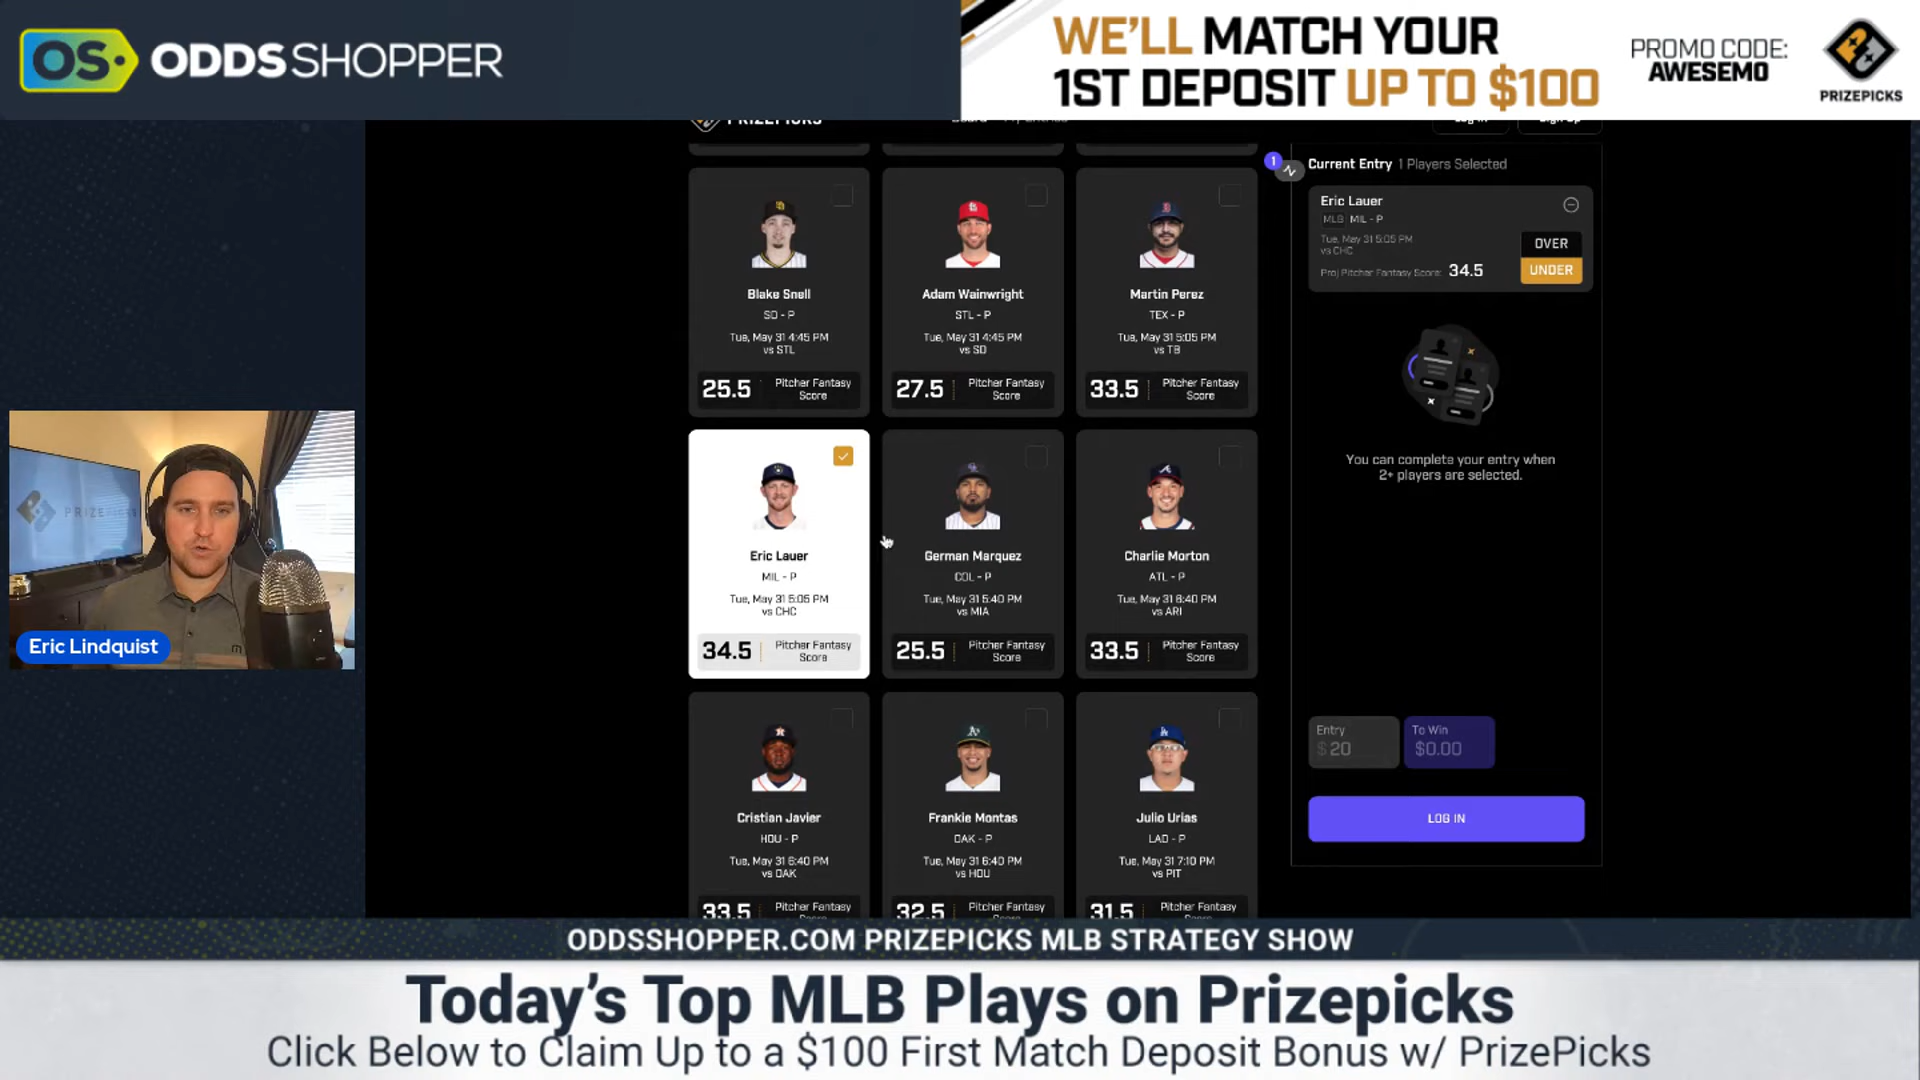 OS ODDSSHOPPER
WE'LL MATCH YOUR
1ST DEPOSIT UP TO $100
PROMO CODE:
AWESEMO
PRIZEPICKS
PRIZEPICKS
Current Entry 1 Players Selected
1
Eric Lauer
MLB MIL - P
Tue, May 31 5:05 PM
vs CHC
Proj Pitcher Fantasy Score: 34.5
OVER
UNDER
You can complete your entry when
2+ players are selected.
Entry
$ 20
To Win
$0.00
LOG IN
Blake Snell
SD - P
Tue, May 31 4:45 PM
vs STL
25.5 Pitcher Fantasy
Score
Adam Wainwright
STL - P
Tue, May 31 4:45 PM
vs SD
27.5 Pitcher Fantasy
Score
Martin Perez
TEX - P
Tue, May 31 5:05 PM
vs TB
33.5 Pitcher Fantasy
Score
Eric Lauer
MIL - P
Tue, May 31 5:05 PM
vs CHC
34.5 Pitcher Fantasy
Score
German Marquez
COL - P
Tue, May 31 5:40 PM
vs MIA
25.5 Pitcher Fantasy
Score
Charlie Morton
ATL - P
Tue, May 31 6:40 PM
vs ARI
33.5 Pitcher Fantasy
Score
Cristian Javier
HOU - P
Tue, May 31 6:40 PM
vs OAK
33.5 Pitcher Fantasy
Score
Frankie Montas
OAK - P
Tue, May 31 6:40 PM
vs HOU
32.5 Pitcher Fantasy
Score
Julio Urias
LAD - P
Tue, May 31 7:10 PM
vs PIT
31.5 Pitcher Fantasy
Score
PRIZEPICKS
Eric Lindquist
ODDSSHOPPER.COM PRIZEPICKS MLB STRATEGY SHOW
Today's Top MLB Plays on Prizepicks
Click Below to Claim Up to a $100 First Match Deposit Bonus w/ PrizePicks